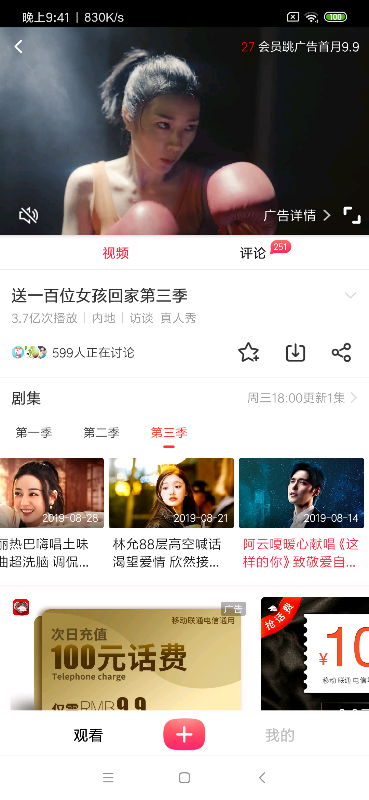 晚上9:41 | 830K/s
100
27 会员跳广告首月9.9
广告详情
视频
评论
251
送一百位女孩回家第三季
3.7亿次播放 | 内地 | 访谈 真人秀
599人正在讨论
剧集
周三18:00更新1集
第一季
第二季
第三季
2019-08-28
2019-08-21
2019-08-14
丽热巴嗨唱土味
曲超洗脑 调侃...
林允88层高空喊话
渴望爱情 欣然接...
阿云嘎暖心献唱《这
样的你》致敬爱自...
广告
移动联通电信通用
次日充值
100元话费
Telephone charge
仅需RMB9.9
抢话费
¥10
移动 联通 电信
观看
我的